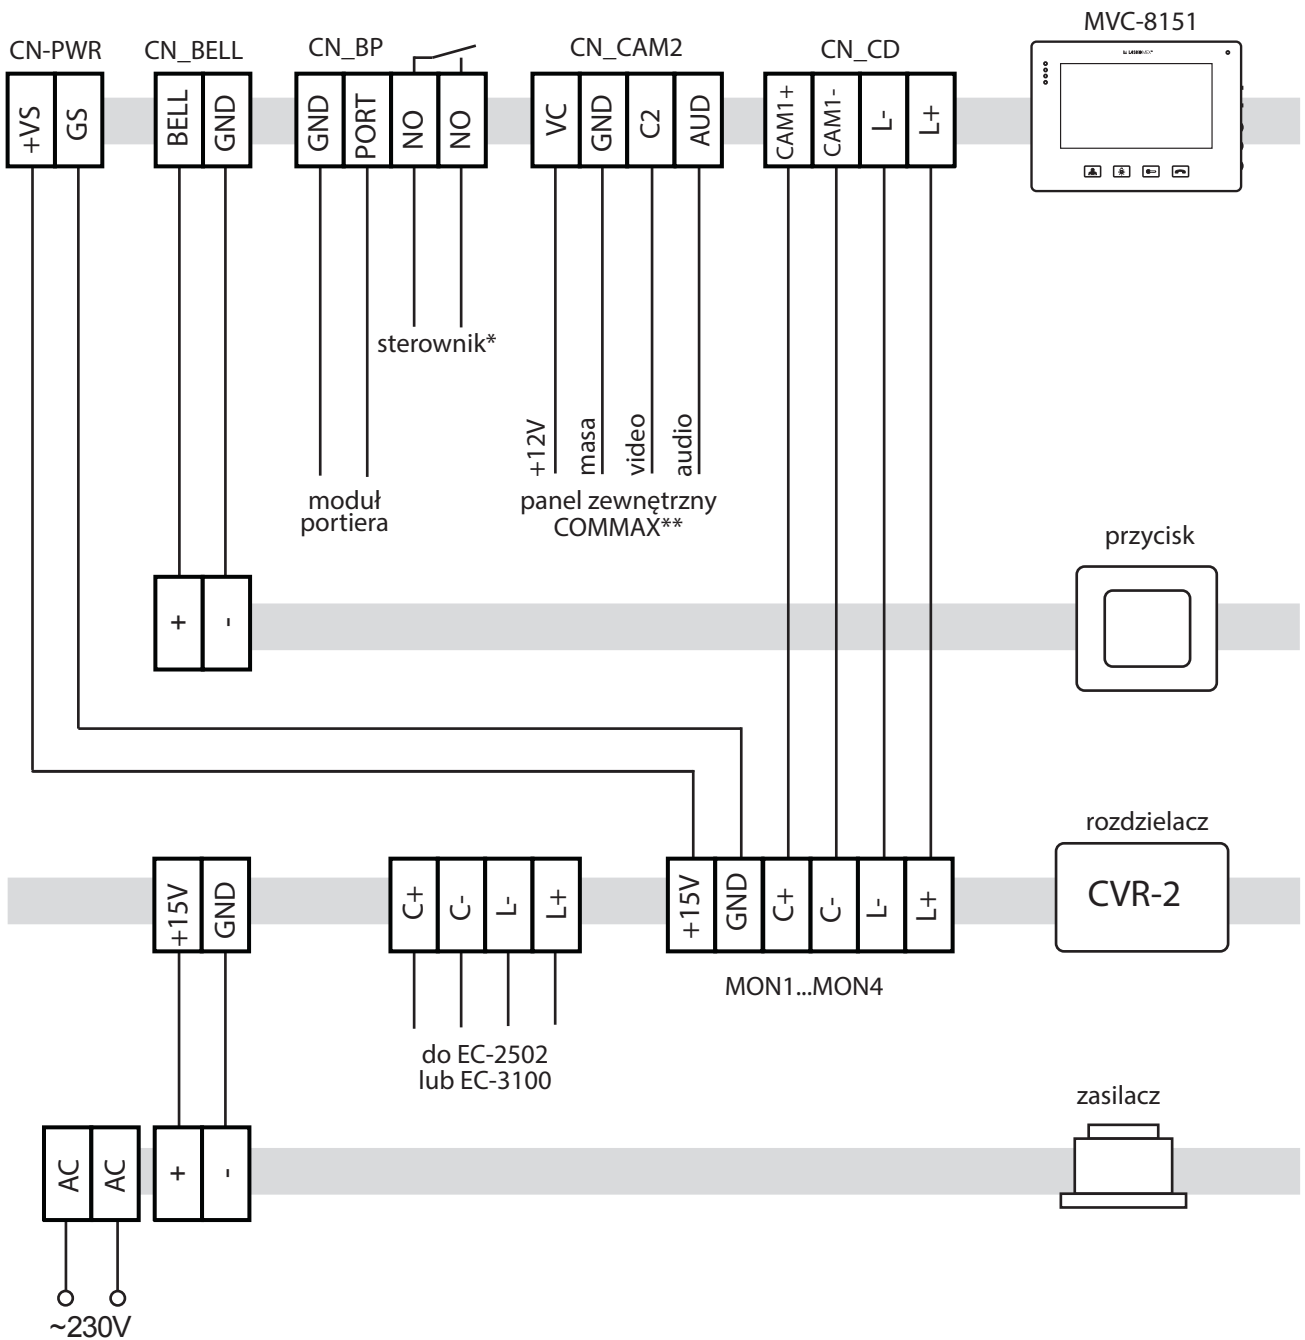 MVC-8151
CN-PWR CN_BELL CN_BP CN_CAM2 CN_CD
+VS GS BELL GND GND PORT NO NO VC GND C2 AUD CAM1+ CAM1- L- L+
sterownik*
+12V masa video audio
moduł
portiera
panel zewnętrzny
COMMAX**
przycisk
+ -
rozdzielacz
+15V GND C+ C- L- L+ +15V GND C+ C- L- L+
CVR-2
MON1...MON4
do EC-2502
lub EC-3100
zasilacz
AC AC + -
~230V